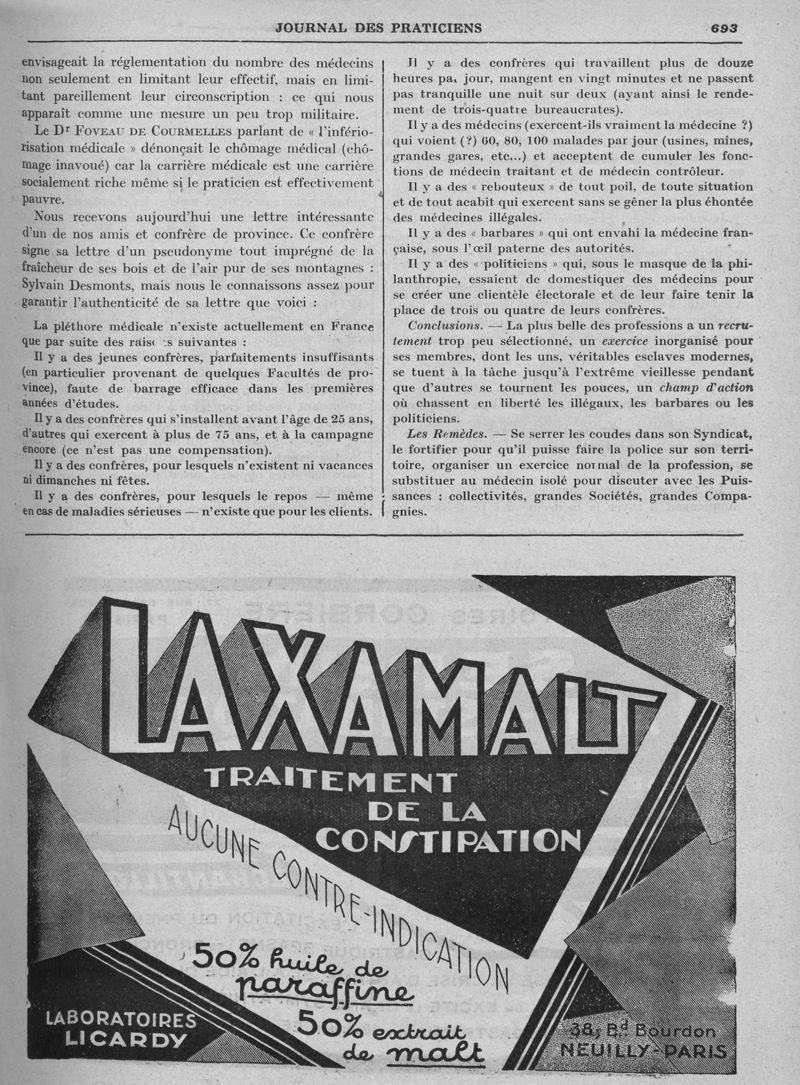 JOURNAL DES PRATICIENS 693
envisageait la réglementation du nombre des médecins
non seulement en limitant leur effectif, mais en limi-
tant pareillement leur circonscription : ce qui nous
apparaît comme une mesure un peu trop militaire.
Le Dr FOVEAU DE COURMELLES parlant de « l'infério-
risation médicale » dénonçait le chômage médical (chô-
mage inavoué) car la carrière médicale est une carrière
socialement riche même si le praticien est effectivement
pauvre.
Nous recevons aujourd'hui une lettre intéressante
d'un de nos amis et confrère de province. Ce confrère
signe sa lettre d'un pseudonyme tout imprégné de la
fraîcheur de ses bois et de l'air pur de ses montagnes :
Sylvain Desmonts, mais nous le connaissons assez pour
garantir l'authenticité de sa lettre que voici :
La pléthore médicale n'existe actuellement en France
que par suite des suivantes :
Il y a des jeunes confrères, parfaitements insuffisants
(en particulier provenant de quelques Facultés de pro-
vince), faute de barrage efficace dans les premières
années d'études.
Il y a des confrères qui s'installent avant l'âge de 25 ans,
d'autres qui exercent à plus de 75 ans, et à la campagne
encore (ce n'est pas une compensation).
Il y a des confrères, pour lesquels n'existent ni vacances
ni dimanches ni fêtes.
Il y a des confrères, pour lesquels le repos — même
en cas de maladies sérieuses — n'existe que pour les clients.
Il y a des confrères qui travaillent plus de douze
heures pa. jour, mangent en vingt minutes et ne passent
pas tranquille une nuit sur deux (ayant ainsi le rende-
ment de trois-quatre bureaucrates).
Il y a des médecins (exercent-ils vraiment la médecine ?)
qui voient (?) 60, 80, 100 malades par jour (usines, mines,
grandes gares, etc...) et acceptent de cumuler les fonc-
tions de médecin traitant et de médecin contrôleur.
Il y a des « rebouteux » de tout poil, de toute situation
et de tout acabit qui exercent sans se gêner la plus éhontée
des médecines illégales.
Il y a des « barbares » qui ont envahi la médecine fran-
çaise, sous l'œil paterne des autorités.
Il y a des « politiciens » qui, sous le masque de la phi-
lanthropie, essaient de domestiquer des médecins pour
se créer une clientèle électorale et de leur faire tenir la
place de trois ou quatre de leurs confrères.
Conclusions. — La plus belle des professions a un recru-
tement trop peu sélectionné, un exercice inorganisé pour
ses membres, dont les uns, véritables esclaves modernes,
se tuent à la tâche jusqu'à l'extrême vieillesse pendant
que d'autres se tournent les pouces, un champ d'action
où chassent en liberté les illégaux, les barbares ou les
politiciens.
Les Remèdes. — Se serrer les coudes dans son Syndicat,
le fortifier pour qu'il puisse faire la police sur son terri-
toire, organiser un exercice normal de la profession, se
substituer au médecin isolé pour discuter avec les Puis-
sances : collectivités, grandes Sociétés, grandes Compa-
gnies.
LAXAMALT
TRAITEMENT
DE LA
CONSTIPATION
AUCUNE CONTRE-INDICATION
50% huile de
paraffine
50% extrait
de malt
LABORATOIRES
LICARDY
38, Bd Bourdon
NEUILLY-PARIS